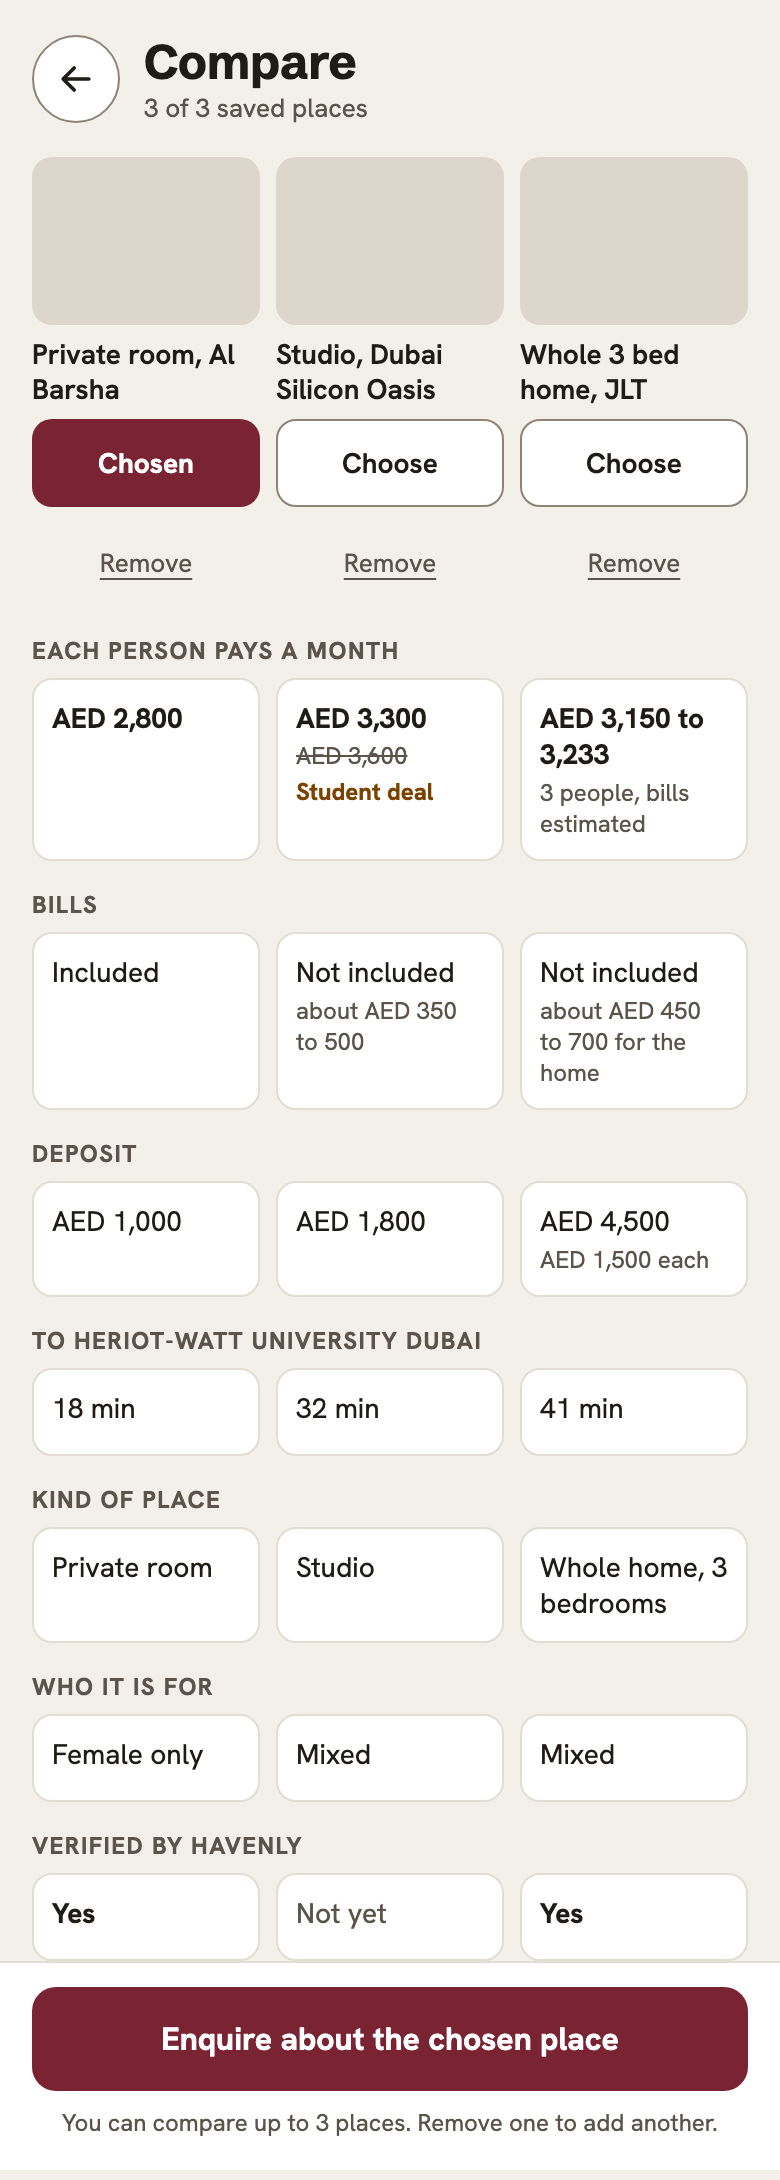 Compare
3 of 3 saved places
Private room, Al
Barsha
Studio, Dubai
Silicon Oasis
Whole 3 bed
home, JLT
Chosen
Choose
Choose
Remove
Remove
Remove
EACH PERSON PAYS A MONTH
AED 2,800
AED 3,300
AED 3,600
Student deal
AED 3,150 to
3,233
3 people, bills
estimated
BILLS
Included
Not included
about AED 350
to 500
Not included
about AED 450
to 700 for the
home
DEPOSIT
AED 1,000
AED 1,800
AED 4,500
AED 1,500 each
TO HERIOT-WATT UNIVERSITY DUBAI
18 min
32 min
41 min
KIND OF PLACE
Private room
Studio
Whole home, 3
bedrooms
WHO IT IS FOR
Female only
Mixed
Mixed
VERIFIED BY HAVENLY
Yes
Not yet
Yes
Enquire about the chosen place
You can compare up to 3 places. Remove one to add another.